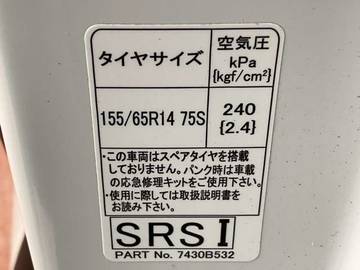 タイヤサイズ
空気圧
kPa
{kgf/cm²}
155/65R14 75S
240
{2.4}
・この車両はスペアタイヤを搭載
しておりません。パンク時は車載
の応急修理キットをご使用下さい。
・使用に際しては取扱説明書を
お読み下さい。
SRS I
PART No. 7430B532